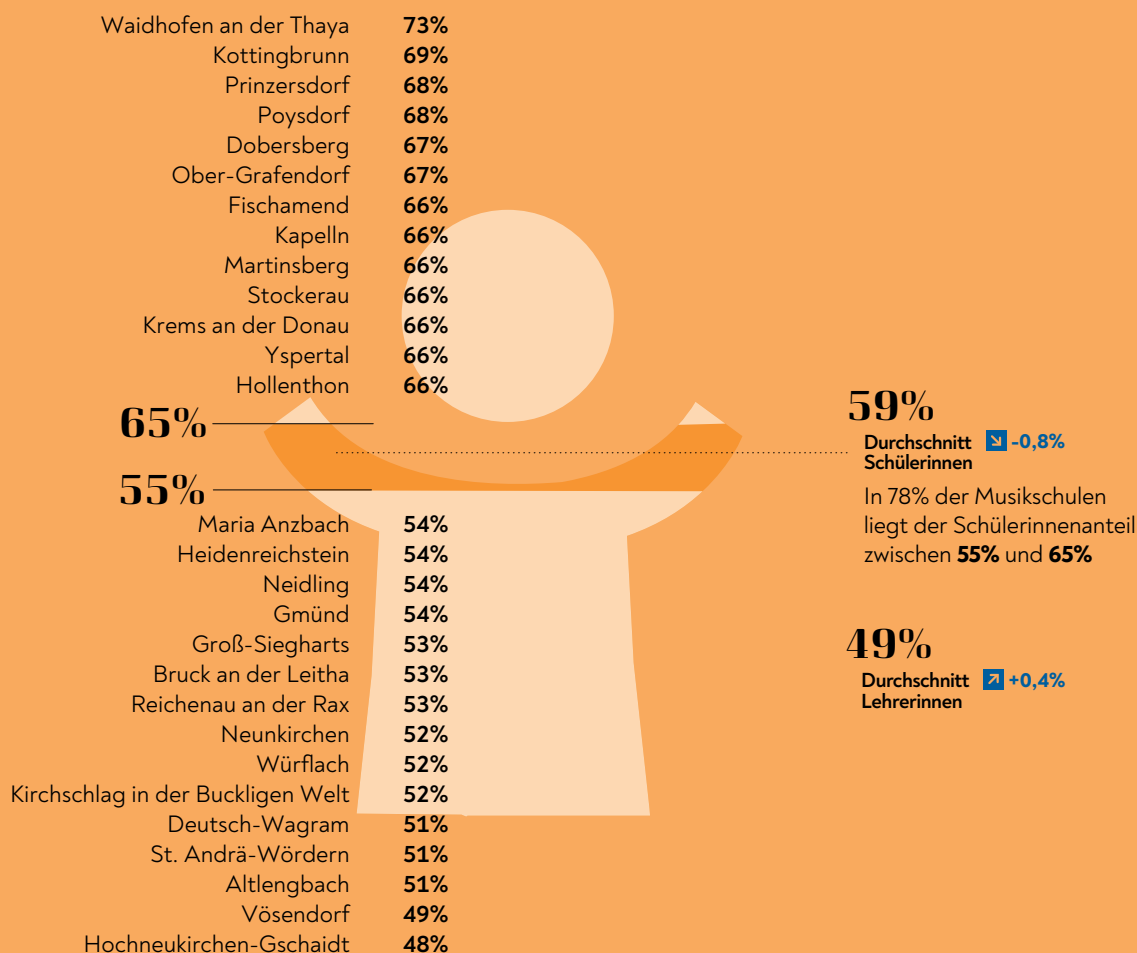 Waidhofen an der Thaya 73%
Kottingbrunn 69%
Prinzersdorf 68%
Poysdorf 68%
Dobersberg 67%
Ober-Grafendorf 67%
Fischamend 66%
Kapelln 66%
Martinsberg 66%
Stockerau 66%
Krems an der Donau 66%
Yspertal 66%
Hollenthon 66%
65%
55%
Maria Anzbach 54%
Heidenreichstein 54%
Neidling 54%
Gmünd 54%
Groß-Siegharts 53%
Bruck an der Leitha 53%
Reichenau an der Rax 53%
Neunkirchen 52%
Würflach 52%
Kirchschlag in der Buckligen Welt 52%
Deutsch-Wagram 51%
St. Andrä-Wördern 51%
Altlengbach 51%
Vösendorf 49%
Hochneukirchen-Gschaidt 48%
59%
Durchschnitt -0,8%
Schülerinnen
In 78% der Musikschulen
liegt der Schülerinnenanteil
zwischen 55% und 65%
49%
Durchschnitt +0,4%
Lehrerinnen